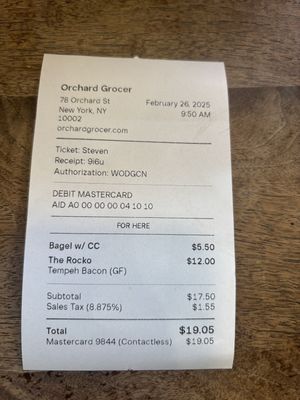 Orchard Grocer
78 Orchard St
New York, NY
10002
orchardgrocer.com
February 26, 2025
9:50 AM
Ticket: Steven
Receipt: 9i6u
Authorization: WODGCN
DEBIT MASTERCARD
AID A0 00 00 00 04 10 10
FOR HERE
Bagel w/ CC $5.50
The Rocko $12.00
Tempeh Bacon (GF)
Subtotal $17.50
Sales Tax (8.875%) $1.55
Total $19.05
Mastercard 9844 (Contactless) $19.05